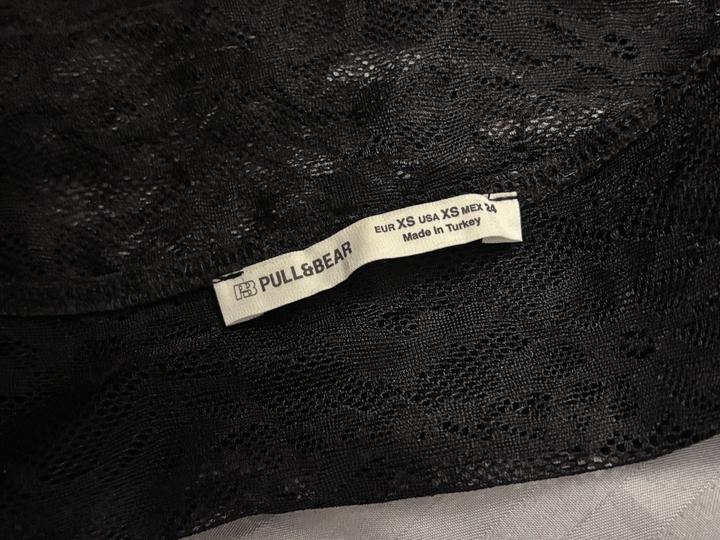 PULL&BEAR
EUR XS USA XS MEX 24
Made in Turkey